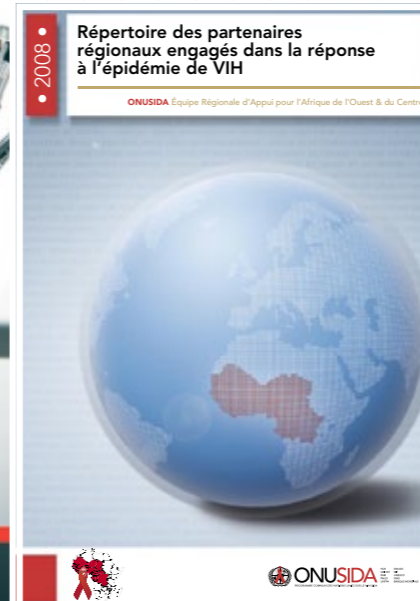 • 2008 •
Répertoire des partenaires
régionaux engagés dans la réponse
à l'épidémie de VIH
ONUSIDA Équipe Régionale d'Appui pour l'Afrique de l'Ouest & du Centre
ONUSIDA